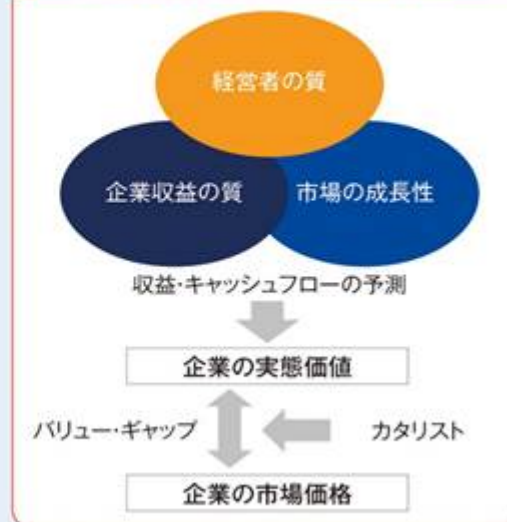 経営者の質
企業収益の質
市場の成長性
収益・キャッシュフローの予測
企業の実態価値
バリュー・ギャップ
カタリスト
企業の市場価格